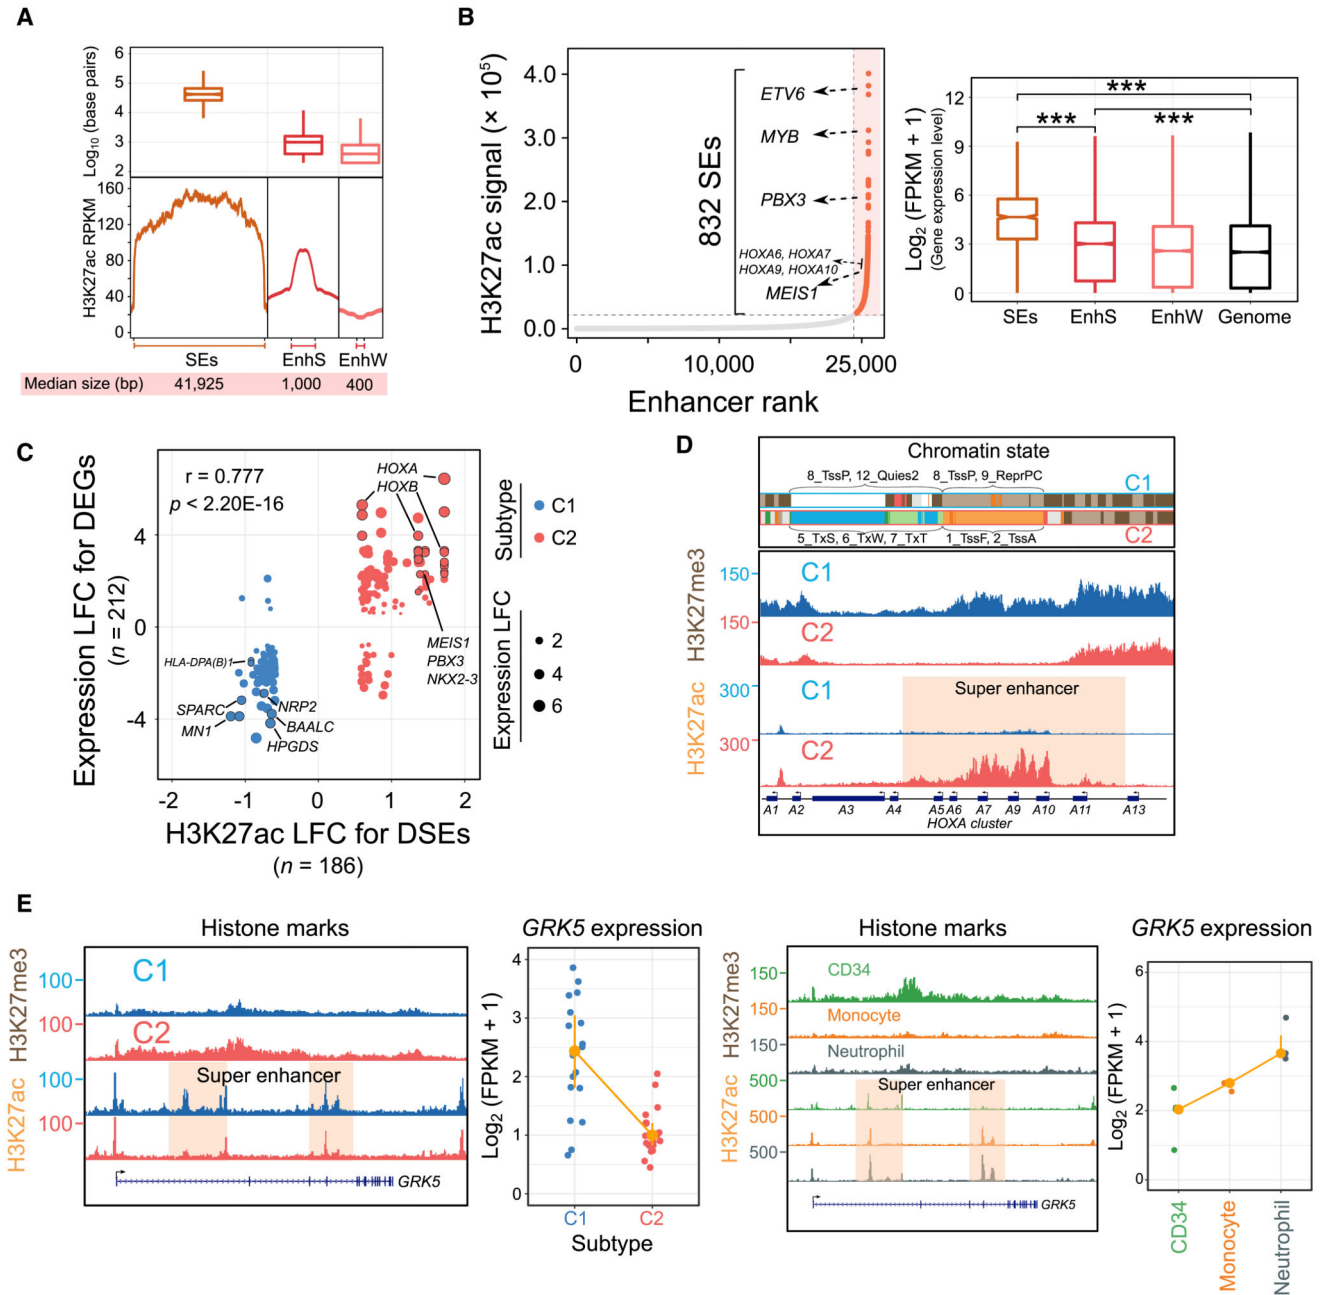 A
Log10 (base pairs)
6
5
4
3
2
H3K27ac RPKM
160
120
80
40
0
SEs EnhS EnhW
Median size (bp) 41,925 1,000 400
B
H3K27ac signal (× 10⁵)
4.0
3.0
2.0
1.0
0.0
832 SEs
ETV6
MYB
PBX3
HOXA6, HOXA7
HOXA9, HOXA10
MEIS1
0 10,000 25,000
Enhancer rank
Log2 (FPKM + 1)
(Gene expression level)
12
9
6
3
0
***
*** ***
SEs EnhS EnhW Genome
C
Expression LFC for DEGs
(n = 212)
r = 0.777
p < 2.20E-16
4
0
-4
HOXA
HOXB
MEIS1
PBX3
NKX2-3
HLA-DPA(B)1
SPARC
MN1
NRP2
BAALC
HPGDS
-2 -1 0 1 2
H3K27ac LFC for DSEs
(n = 186)
Subtype
C1
C2
Expression LFC
2
4
6
D
Chromatin state
8_TssP, 12_Quies2 8_TssP, 9_ReprPC
C1
5_TxS, 6_TxW, 7_TxT 1_TssF, 2_TssA
C2
H3K27me3
150
C1
150
C2
H3K27ac
300
C1
Super enhancer
300
C2
A1 A2 A3 A4 A5 A6 A7 A9 A10 A11 A13
HOXA cluster
E
Histone marks
H3K27me3
100
C1
100
C2
H3K27ac
100
Super enhancer
100
GRK5
GRK5 expression
Log2 (FPKM + 1)
4
3
2
1
0
C1 C2
Subtype
Histone marks
H3K27me3
150
CD34
150
Monocyte
150
Neutrophil
H3K27ac
500
Super enhancer
500
500
GRK5
GRK5 expression
Log2 (FPKM + 1)
6
4
2
0
CD34
Monocyte
Neutrophil